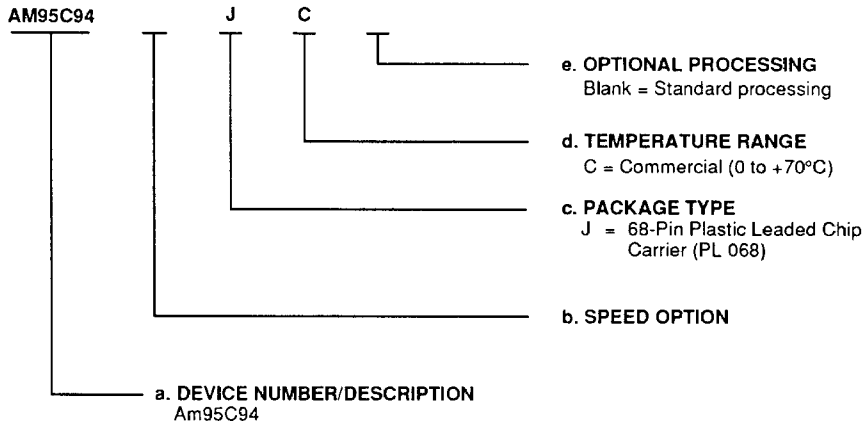 AM95C94 J C
e. OPTIONAL PROCESSING
Blank = Standard processing
d. TEMPERATURE RANGE
C = Commercial (0 to +70°C)
c. PACKAGE TYPE
J = 68-Pin Plastic Leaded Chip
Carrier (PL 068)
b. SPEED OPTION
a. DEVICE NUMBER/DESCRIPTION
Am95C94